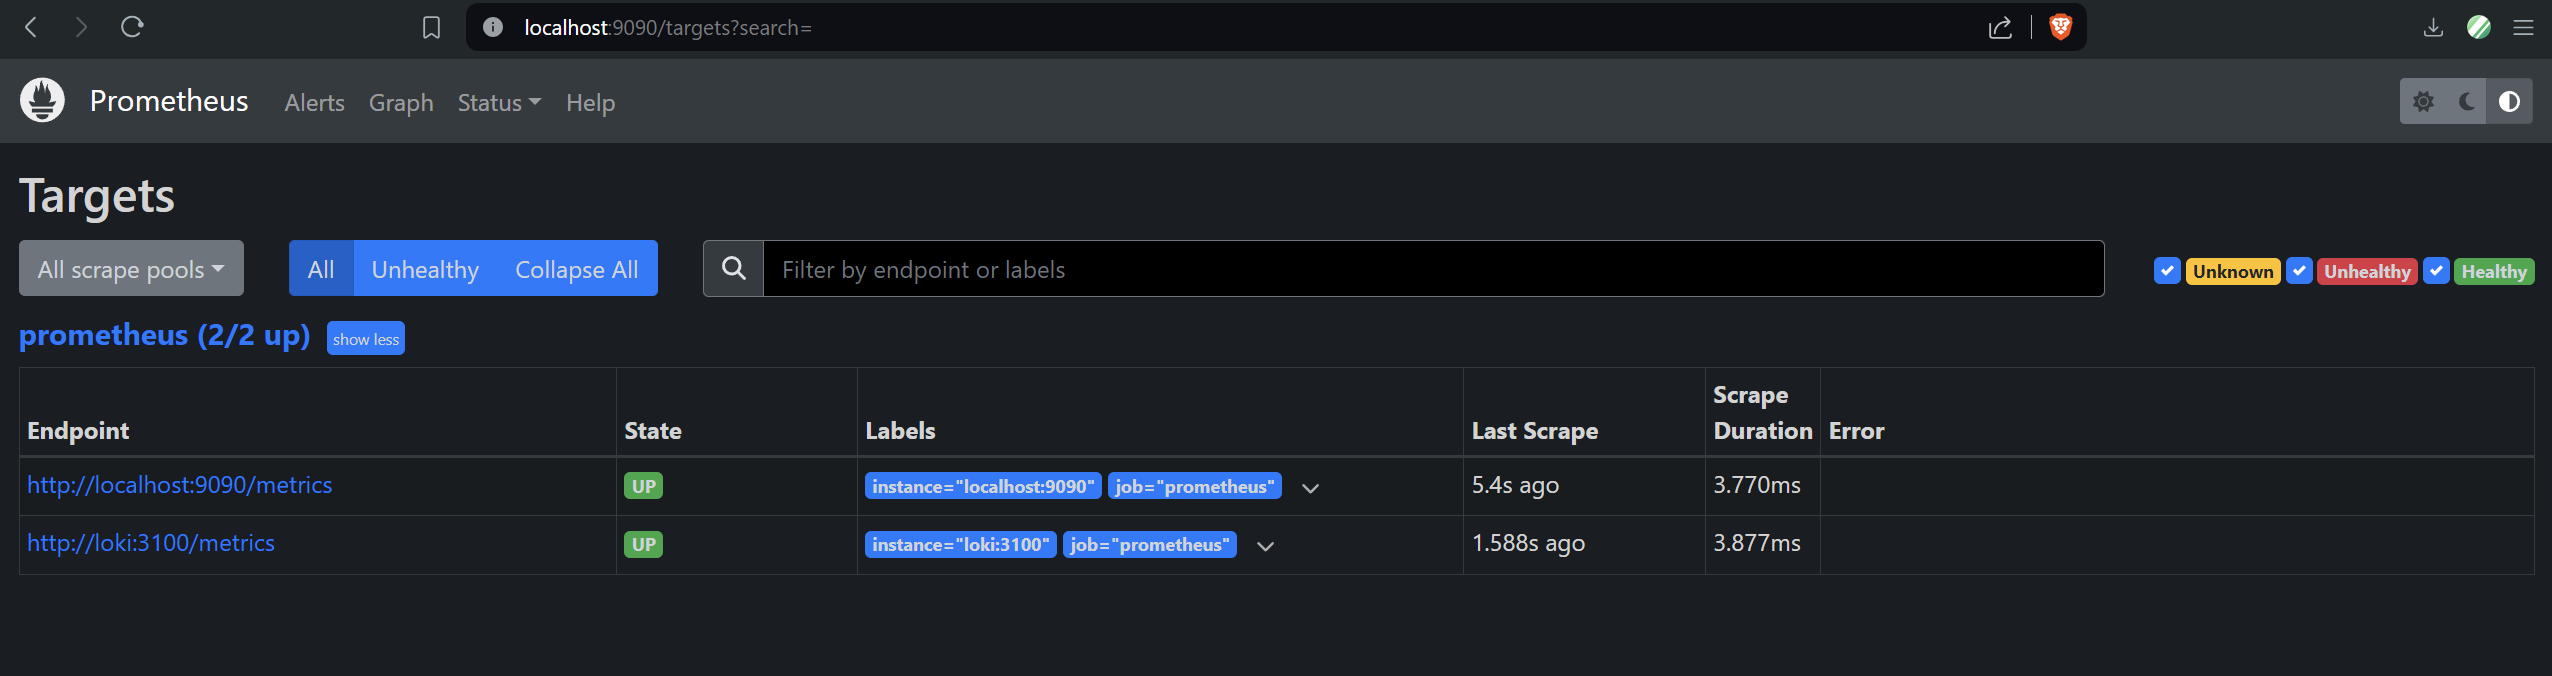 localhost:9090/targets?search=
Prometheus Alerts Graph Status Help
Targets
All scrape pools All Unhealthy Collapse All Filter by endpoint or labels Unknown Unhealthy Healthy
prometheus (2/2 up) show less
Endpoint State Labels Last Scrape Scrape Duration Error
http://localhost:9090/metrics UP instance="localhost:9090" job="prometheus" 5.4s ago 3.770ms
http://loki:3100/metrics UP instance="loki:3100" job="prometheus" 1.588s ago 3.877ms